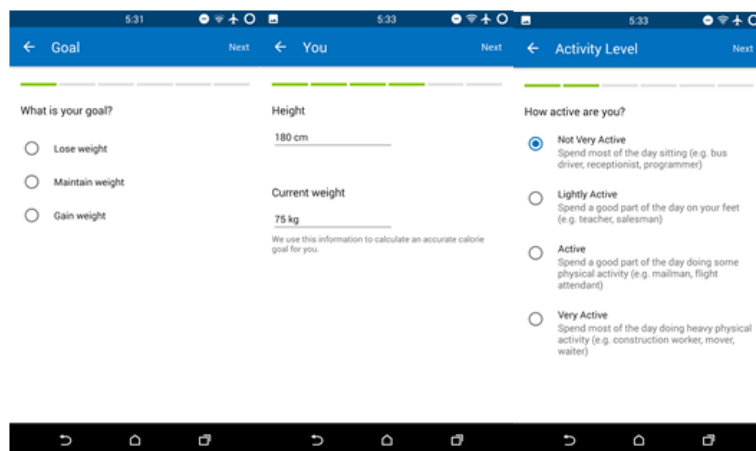 5:31
Goal
Next
What is your goal?
Lose weight
Maintain weight
Gain weight
5:33
You
Next
Height
180 cm
Current weight
75 kg
We use this information to calculate an accurate calorie
goal for you.
5:33
Activity Level
Next
How active are you?
Not Very Active
Spend most of the day sitting (e.g. bus
driver, receptionist, programmer)
Lightly Active
Spend a good part of the day on your feet
(e.g. teacher, salesman)
Active
Spend a good part of the day doing some
physical activity (e.g. mailman, flight
attendant)
Very Active
Spend most of the day doing heavy physical
activity (e.g. construction worker, mover,
waiter)